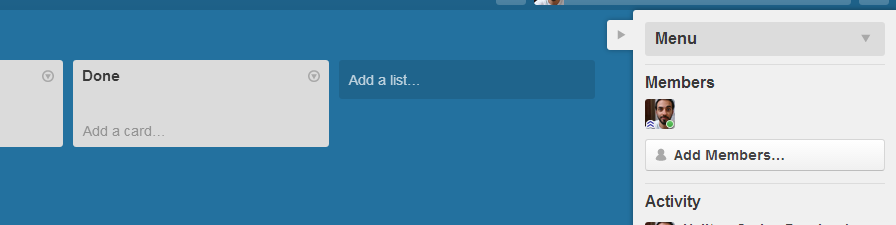 Done
Add a card…
Add a list…
Menu
Members
Add Members…
Activity